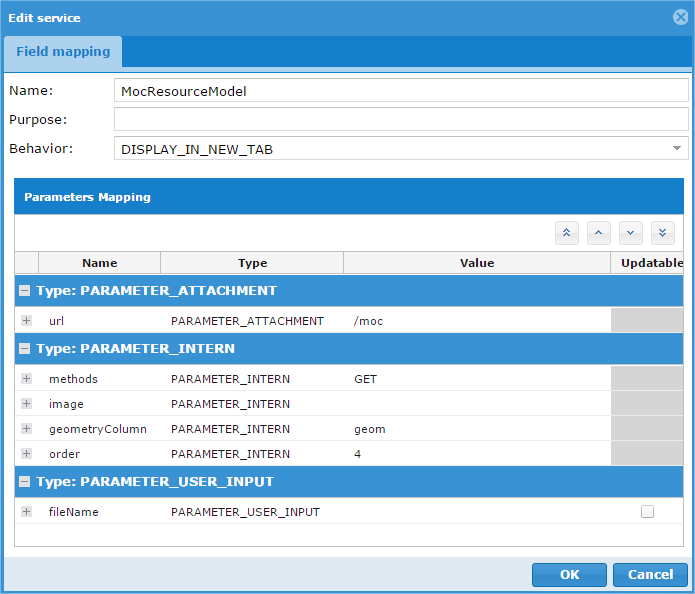 Edit service
Field mapping
Name: MocResourceModel
Purpose:
Behavior: DISPLAY_IN_NEW_TAB
Parameters Mapping
Name Type Value Updatable
Type: PARAMETER_ATTACHMENT
url PARAMETER_ATTACHMENT /moc
Type: PARAMETER_INTERN
methods PARAMETER_INTERN GET
image PARAMETER_INTERN
geometryColumn PARAMETER_INTERN geom
order PARAMETER_INTERN 4
Type: PARAMETER_USER_INPUT
fileName PARAMETER_USER_INPUT
OK Cancel